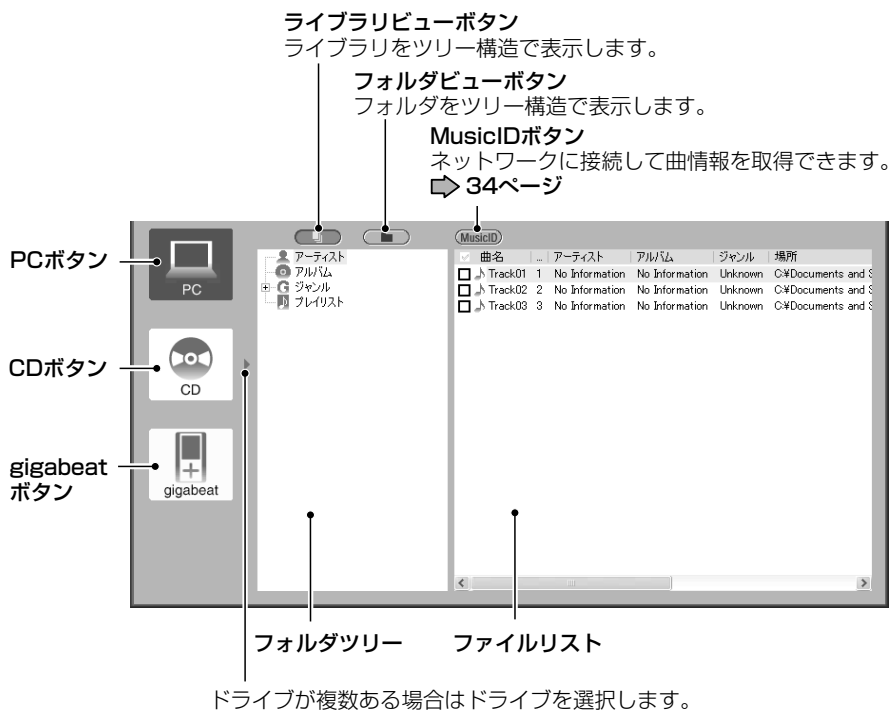 ライブラリビューボタン
ライブラリをツリー構造で表示します。
フォルダビューボタン
フォルダをツリー構造で表示します。
MusicIDボタン
ネットワークに接続して曲情報を取得できます。
34ページ
PCボタン
PC
CDボタン
CD
gigabeat
ボタン
gigabeat
アーティスト
アルバム
G ジャンル
プレイリスト
MusicID
曲名 ... アーティスト アルバム ジャンル 場所
Track01 1 No Information No Information Unknown C:¥Documents and S
Track02 2 No Information No Information Unknown C:¥Documents and S
Track03 3 No Information No Information Unknown C:¥Documents and S
フォルダツリー
ファイルリスト
ドライブが複数ある場合はドライブを選択します。